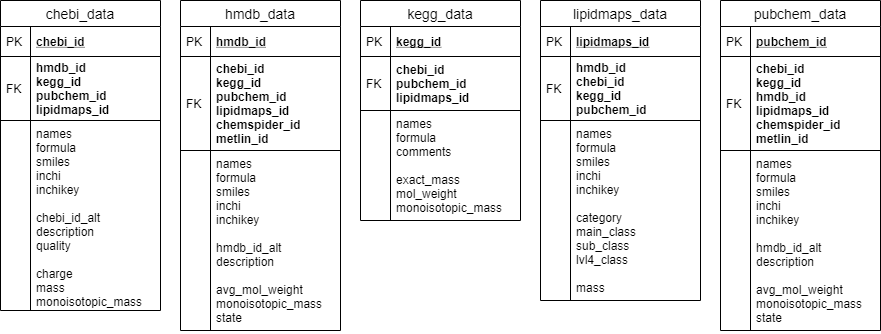 chebi_data
PK
chebi_id
FK
hmdb_id
kegg_id
pubchem_id
lipidmaps_id
names
formula
smiles
inchi
inchikey
chebi_id_alt
description
quality
charge
mass
monoisotopic_mass
hmdb_data
PK
hmdb_id
FK
chebi_id
kegg_id
pubchem_id
lipidmaps_id
chemspider_id
metlin_id
names
formula
smiles
inchi
inchikey
hmdb_id_alt
description
avg_mol_weight
monoisotopic_mass
state
kegg_data
PK
kegg_id
FK
chebi_id
pubchem_id
lipidmaps_id
names
formula
comments
exact_mass
mol_weight
monoisotopic_mass
lipidmaps_data
PK
lipidmaps_id
FK
hmdb_id
chebi_id
kegg_id
pubchem_id
names
formula
smiles
inchi
inchikey
category
main_class
sub_class
lvl4_class
mass
pubchem_data
PK
pubchem_id
FK
chebi_id
kegg_id
hmdb_id
lipidmaps_id
chemspider_id
metlin_id
names
formula
smiles
inchi
inchikey
hmdb_id_alt
description
avg_mol_weight
monoisotopic_mass
state